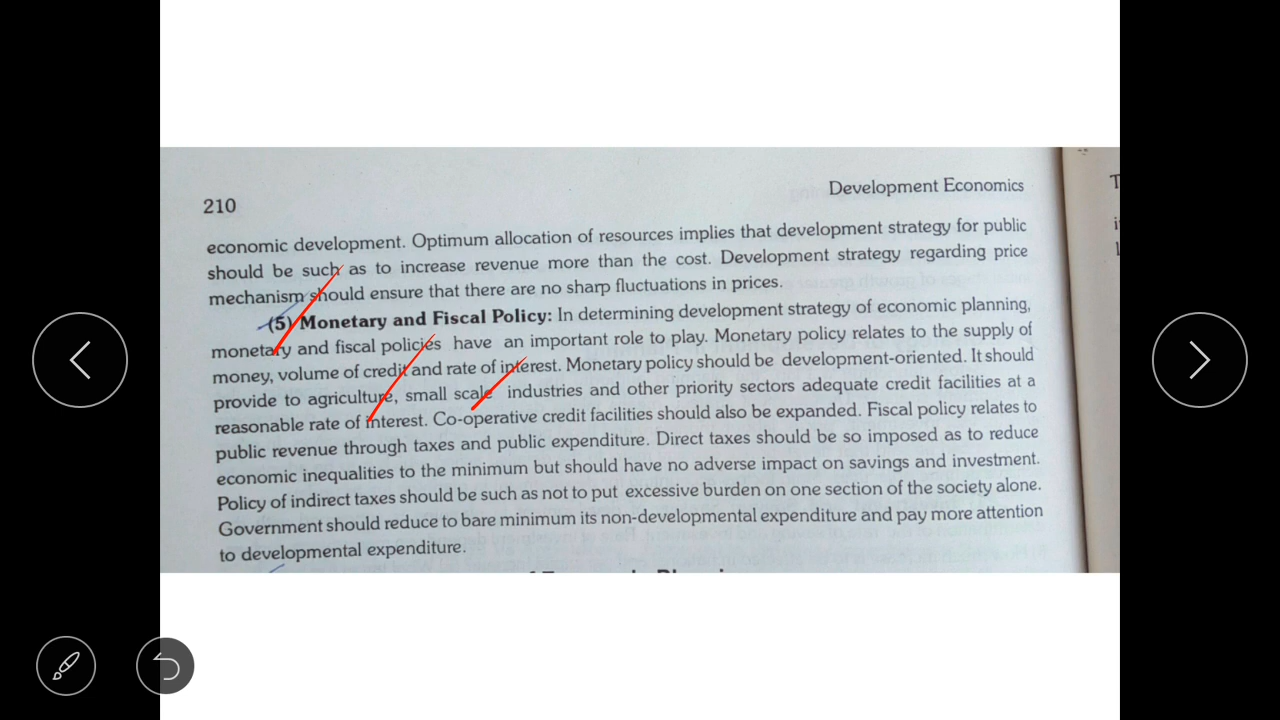 Development Economics
210
economic development. Optimum allocation of resources implies that development strategy for public
should be such as to increase revenue more than the cost. Development strategy regarding price
mechanism should ensure that there are no sharp fluctuations in prices.
(5) Monetary and Fiscal Policy: In determining development strategy of economic planning,
monetary and fiscal policies have an important role to play. Monetary policy relates to the supply of
money, volume of credit and rate of interest. Monetary policy should be development-oriented. It should
provide to agriculture, small scale industries and other priority sectors adequate credit facilities at a
reasonable rate of interest. Co-operative credit facilities should also be expanded. Fiscal policy relates to
public revenue through taxes and public expenditure. Direct taxes should be so imposed as to reduce
economic inequalities to the minimum but should have no adverse impact on savings and investment.
Policy of indirect taxes should be such as not to put excessive burden on one section of the society alone.
Government should reduce to bare minimum its non-developmental expenditure and pay more attention
to developmental expenditure.